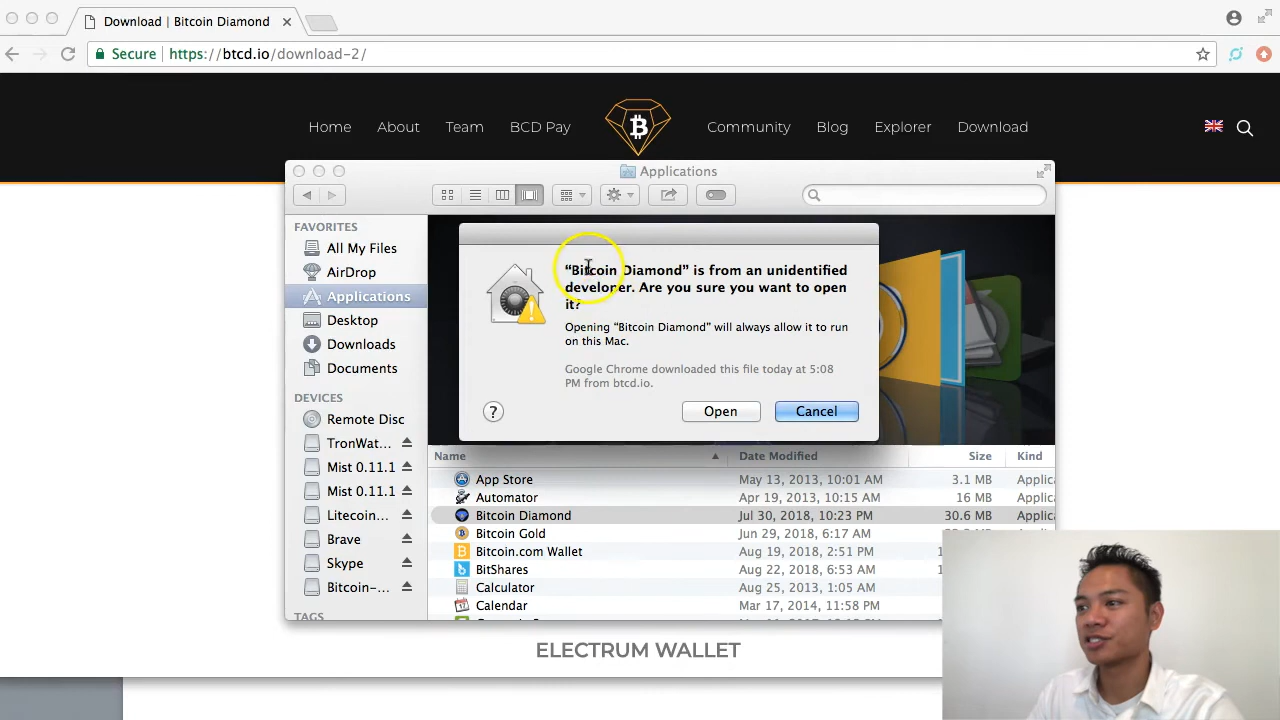 Download | Bitcoin Diamond
Secure https://btcd.io/download-2/
Home About Team BCD Pay Community Blog Explorer Download
Applications
FAVORITES
All My Files
AirDrop
Applications
Desktop
Downloads
Documents
DEVICES
Remote Disc
TronWat...
Mist 0.11.1
Mist 0.11.1
Litecoin...
Brave
Skype
Bitcoin-...
TAGS
“Bitcoin Diamond” is from an unidentified
developer. Are you sure you want to open
it?
Opening “Bitcoin Diamond” will always allow it to run
on this Mac.
Google Chrome downloaded this file today at 5:08
PM from btcd.io.
? Open Cancel
Name Date Modified Size Kind
App Store May 13, 2013, 10:01 AM 3.1 MB Applic
Automator Apr 19, 2013, 10:15 AM 16 MB Applic
Bitcoin Diamond Jul 30, 2018, 10:23 PM 30.6 MB Applic
Bitcoin Gold Jun 29, 2018, 6:17 AM
Bitcoin.com Wallet Aug 19, 2018, 2:51 PM
BitShares Aug 22, 2018, 6:53 AM
Calculator Aug 25, 2013, 1:05 AM
Calendar Mar 17, 2014, 11:58 PM
ELECTRUM WALLET